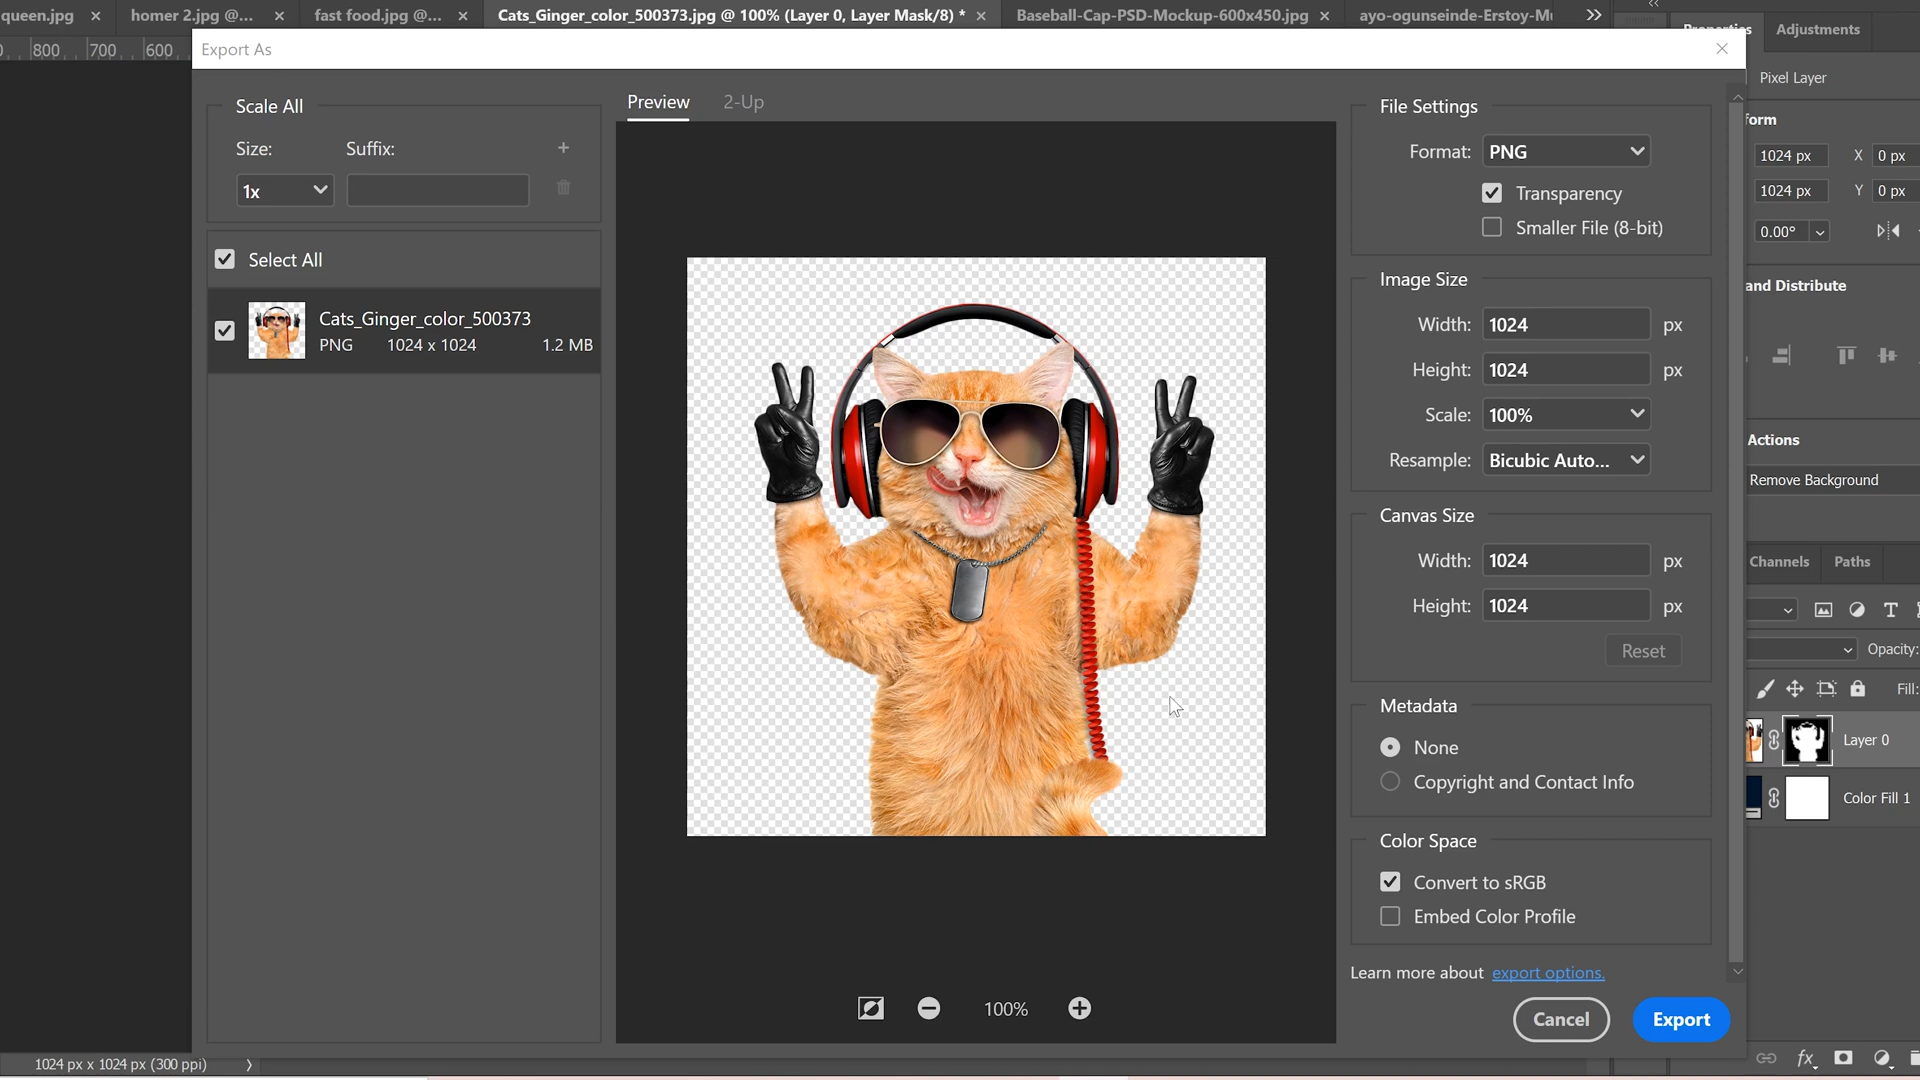 queen.jpg
homer 2.jpg @...
fast food.jpg @...
Cats_Ginger_color_500373.jpg @ 100% (Layer 0, Layer Mask/8) *
Baseball-Cap-PSD-Mockup-600x450.jpg
800
700
600
Export As
Properties
Adjustments
Pixel Layer
1024 px
X
0 px
1024 px
Y
0 px
0.00°
and Distribute
Actions
Remove Background
Channels
Paths
Opacity:
Fill:
Layer 0
Color Fill 1
Scale All
Size:
Suffix:
1x
Select All
Cats_Ginger_color_500373
PNG 1024 x 1024 1.2 MB
Preview
2-Up
100%
File Settings
Format: PNG
Transparency
Smaller File (8-bit)
Image Size
Width: 1024 px
Height: 1024 px
Scale: 100%
Resample: Bicubic Auto...
Canvas Size
Width: 1024 px
Height: 1024 px
Reset
Metadata
None
Copyright and Contact Info
Color Space
Convert to sRGB
Embed Color Profile
Learn more about export options.
Cancel
Export
1024 px x 1024 px (300 ppi)
fx